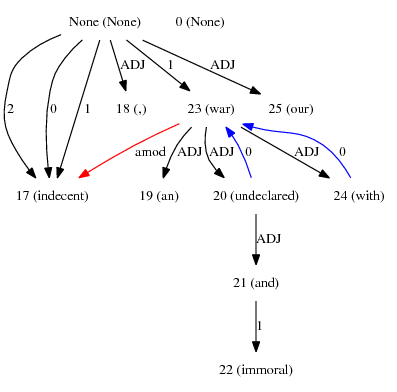 None (None) 0 (None)
ADJ 1 ADJ
2 0 1 18 (,) 23 (war) 25 (our)
amod ADJ ADJ 0 ADJ 0
17 (indecent) 19 (an) 20 (undeclared) 24 (with)
ADJ
21 (and)
1
22 (immoral)